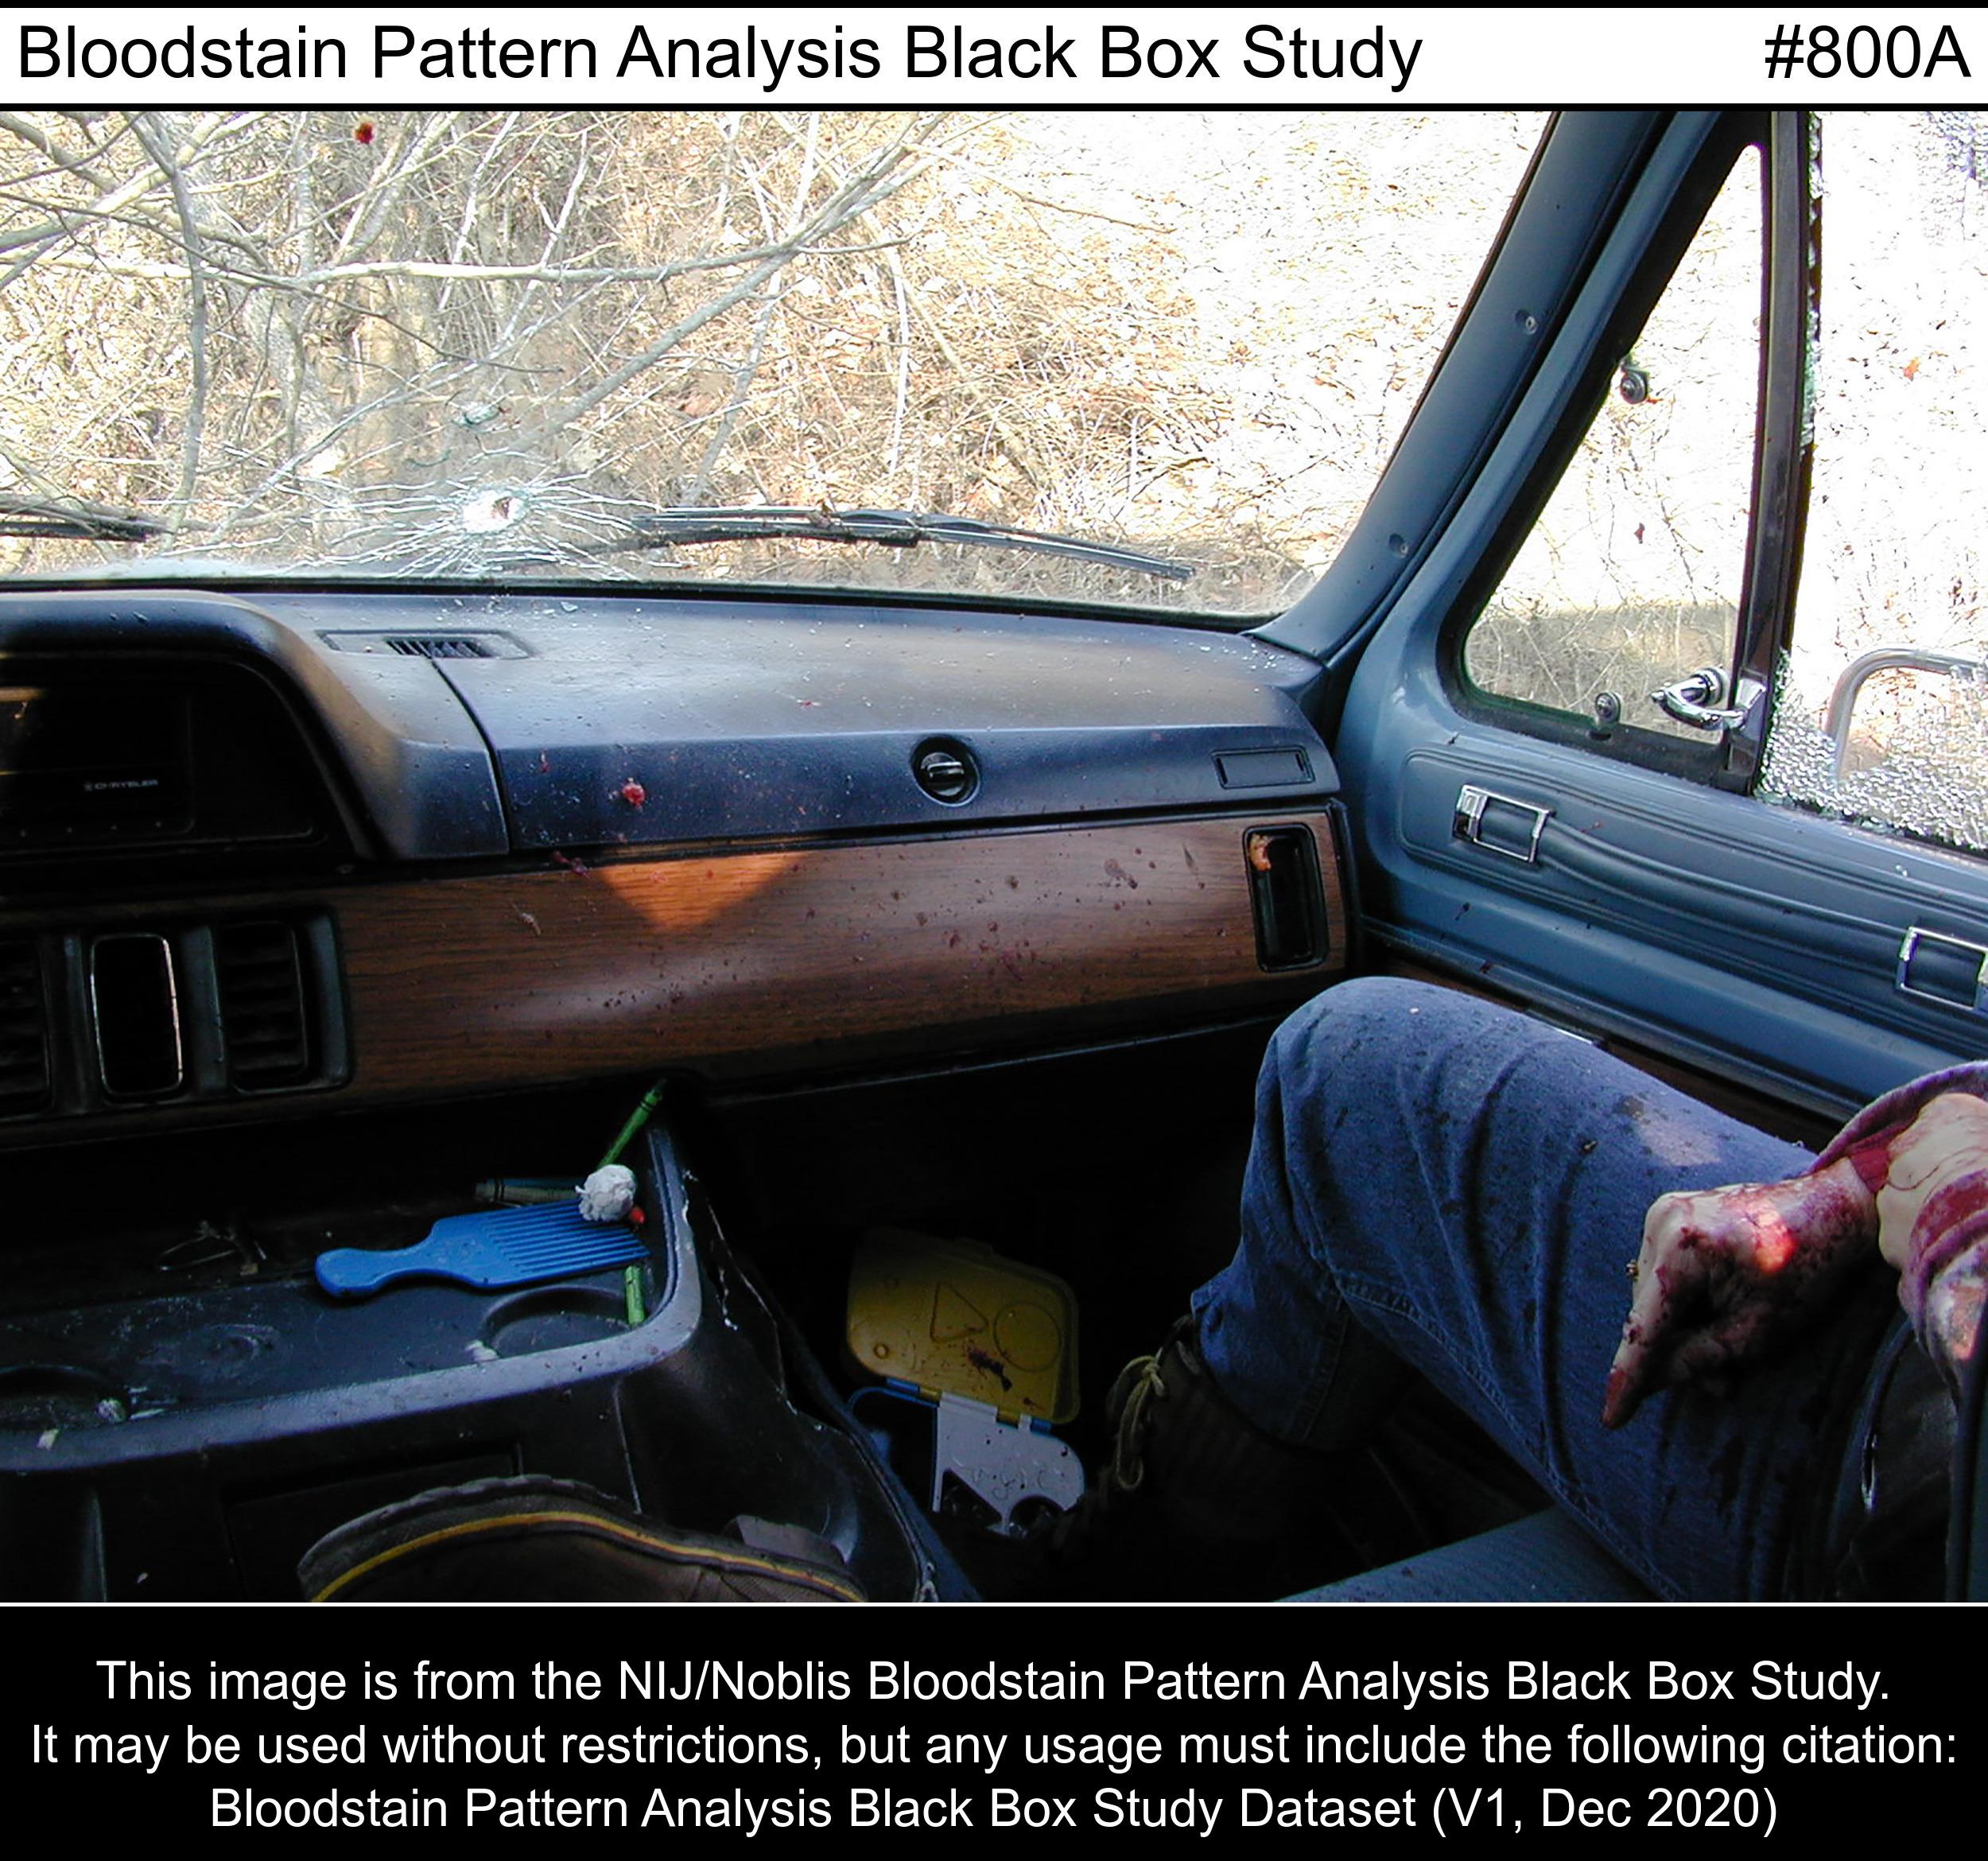 Bloodstain Pattern Analysis Black Box Study #800A
CHRYSLER
This image is from the NIJ/Noblis Bloodstain Pattern Analysis Black Box Study.
It may be used without restrictions, but any usage must include the following citation:
Bloodstain Pattern Analysis Black Box Study Dataset (V1, Dec 2020)